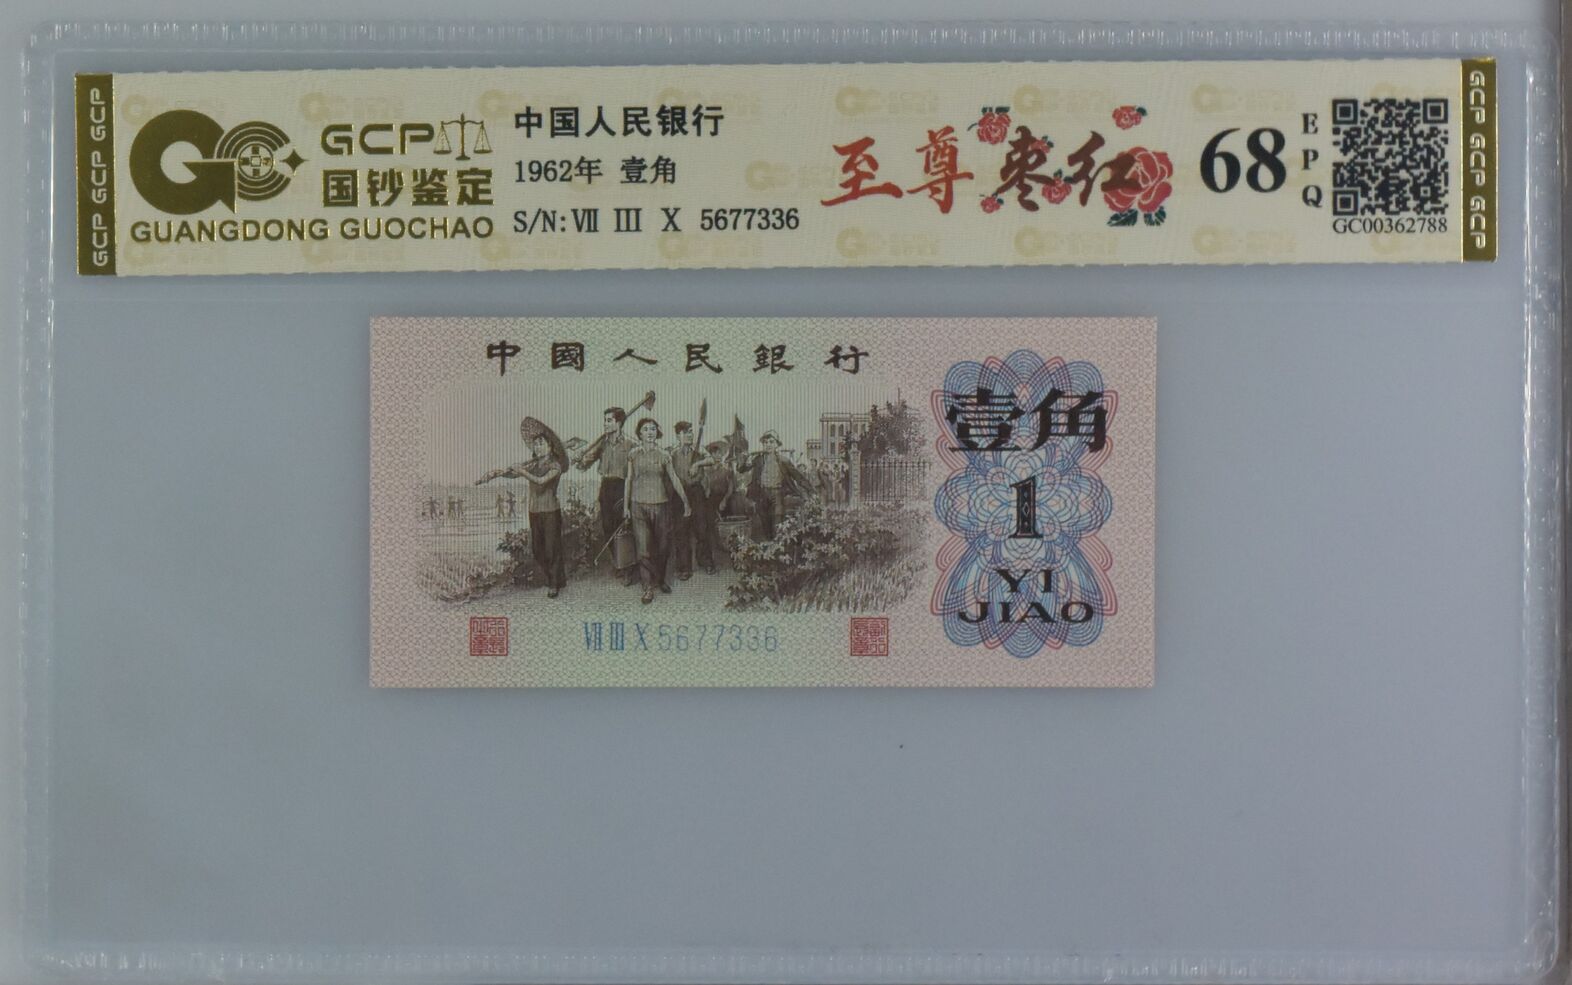 GCP GCP GCP
GCP
国钞鉴定
GUANGDONG GUOCHAO
中国人民银行
1962年 壹角
S/N: Ⅶ Ⅲ Ⅹ 5677336
至尊 枣红
68
EPQ
GC00362788
GCP GCP GCP
中國人民銀行
壹角
1
YI
JIAO
Ⅶ Ⅲ Ⅹ 5677336